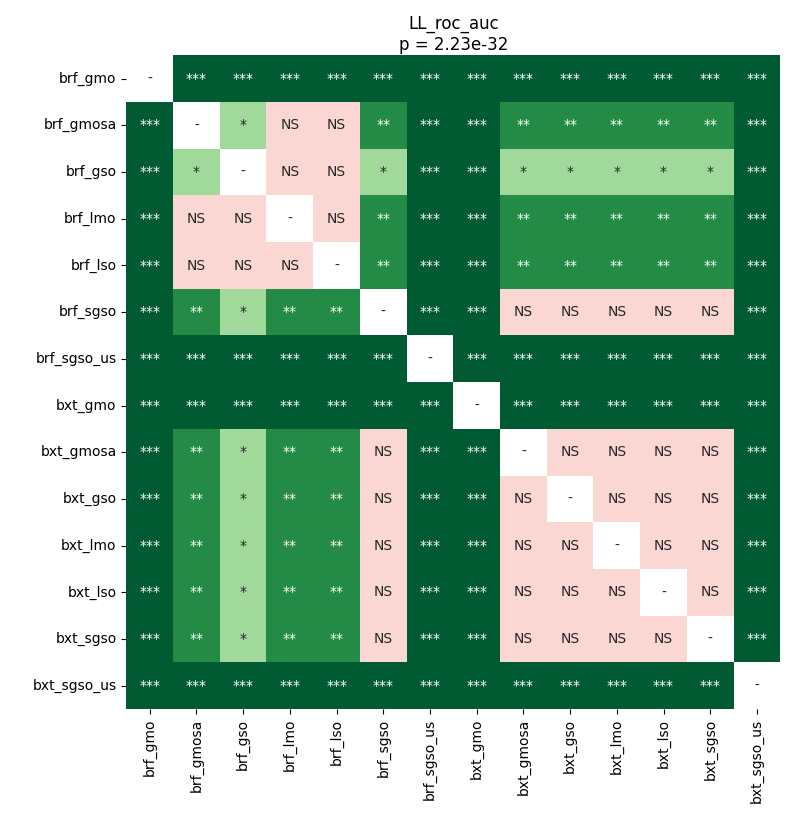 LL_roc_auc
p = 2.23e-32
brf_gmo - *** *** *** *** *** *** *** *** *** *** *** *** ***
brf_gmosa *** - * NS NS ** *** *** ** ** ** ** ** ***
brf_gso *** * - NS NS * *** *** * * * * * ***
brf_lmo *** NS NS - NS ** *** *** ** ** ** ** ** ***
brf_lso *** NS NS NS - ** *** *** ** ** ** ** ** ***
brf_sgso *** ** * ** ** - *** *** NS NS NS NS NS ***
brf_sgso_us *** *** *** *** *** *** - *** *** *** *** *** *** ***
bxt_gmo *** *** *** *** *** *** *** - *** *** *** *** *** ***
bxt_gmosa *** ** * ** ** NS *** *** - NS NS NS NS ***
bxt_gso *** ** * ** ** NS *** *** NS - NS NS NS ***
bxt_lmo *** ** * ** ** NS *** *** NS NS - NS NS ***
bxt_lso *** ** * ** ** NS *** *** NS NS NS - NS ***
bxt_sgso *** ** * ** ** NS *** *** NS NS NS NS - ***
bxt_sgso_us *** *** *** *** *** *** *** *** *** *** *** *** *** -
brf_gmo
brf_gmosa
brf_gso
brf_lmo
brf_lso
brf_sgso
brf_sgso_us
bxt_gmo
bxt_gmosa
bxt_gso
bxt_lmo
bxt_lso
bxt_sgso
bxt_sgso_us